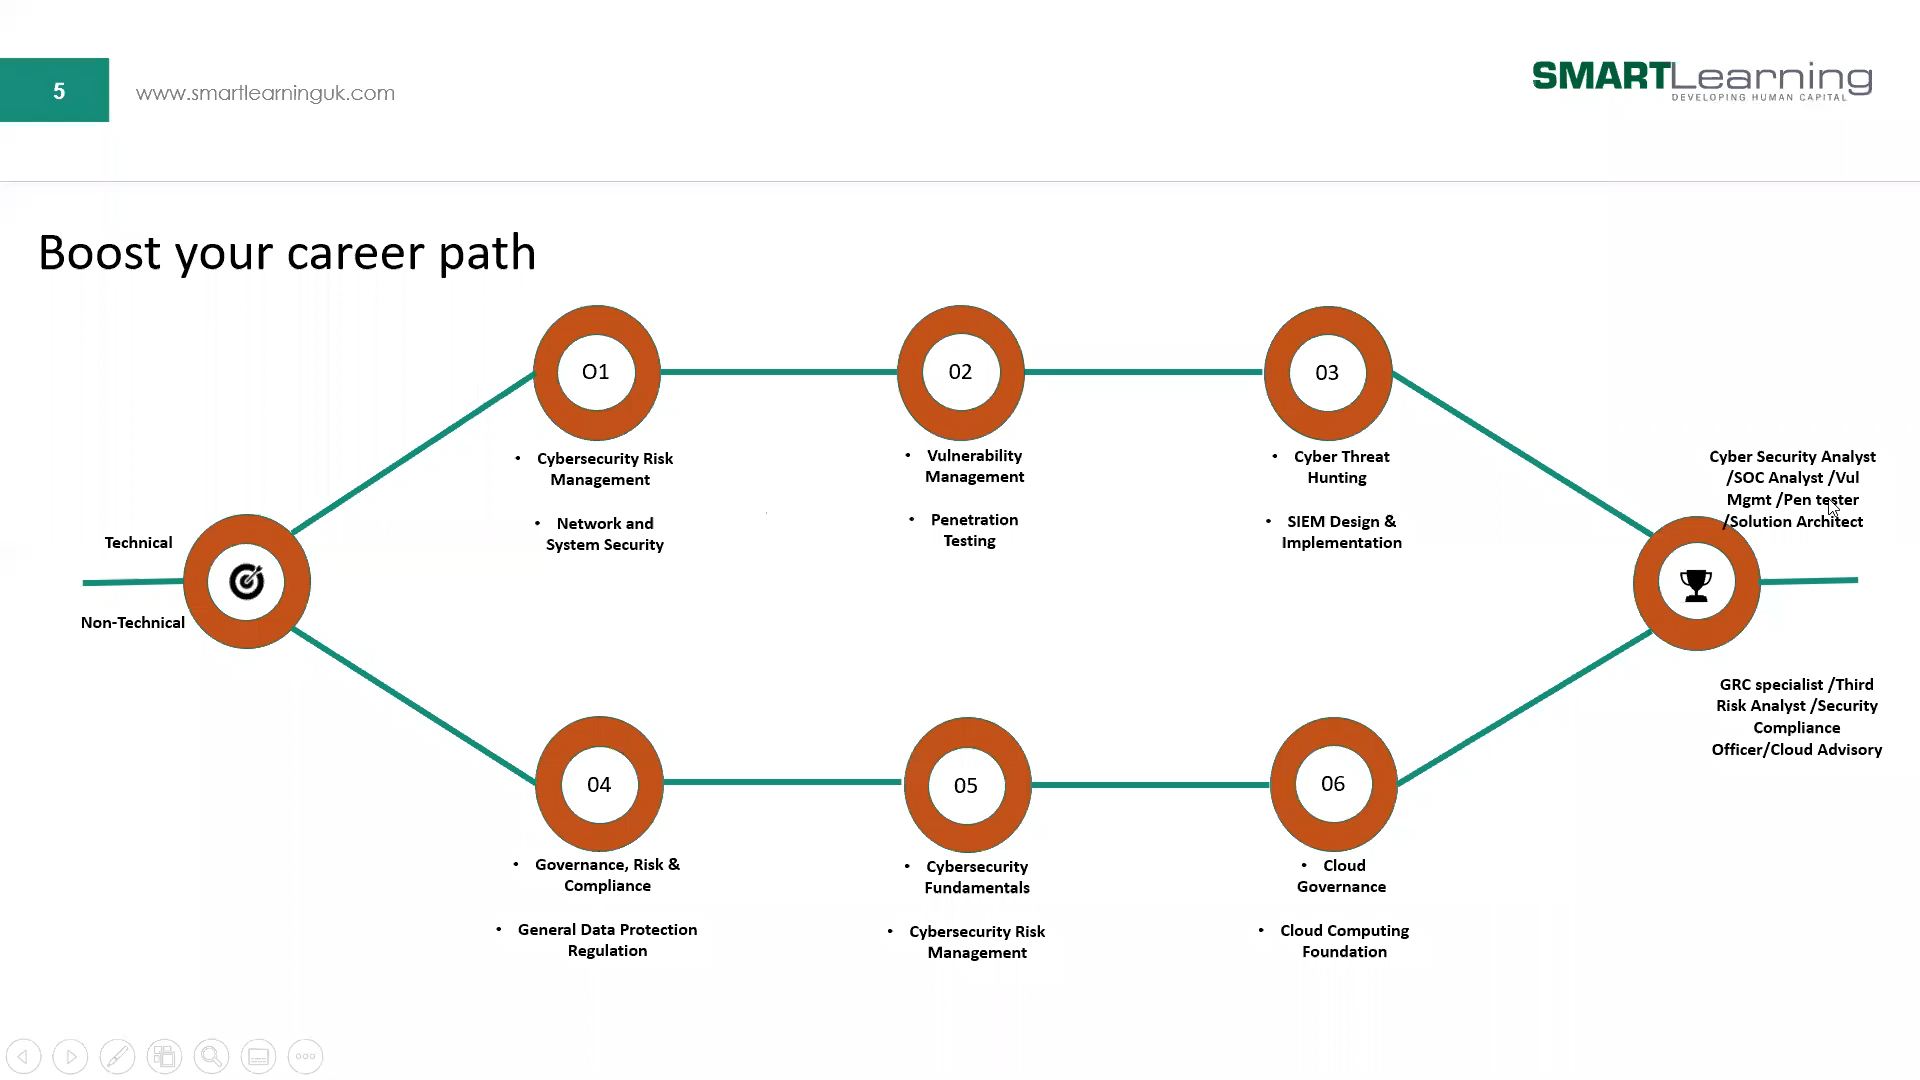 5
www.smartlearninguk.com
SMARTLearning
DEVELOPING HUMAN CAPITAL
Boost your career path
O1
02
03
• Cybersecurity Risk
Management
• Network and
System Security
• Vulnerability
Management
• Penetration
Testing
• Cyber Threat
Hunting
• SIEM Design &
Implementation
Cyber Security Analyst
/SOC Analyst /Vul
Mgmt /Pen tester
/Solution Architect
Technical
Non-Technical
GRC specialist /Third
Risk Analyst /Security
Compliance
Officer/Cloud Advisory
04
05
06
• Governance, Risk &
Compliance
• General Data Protection
Regulation
• Cybersecurity
Fundamentals
• Cybersecurity Risk
Management
• Cloud
Governance
• Cloud Computing
Foundation